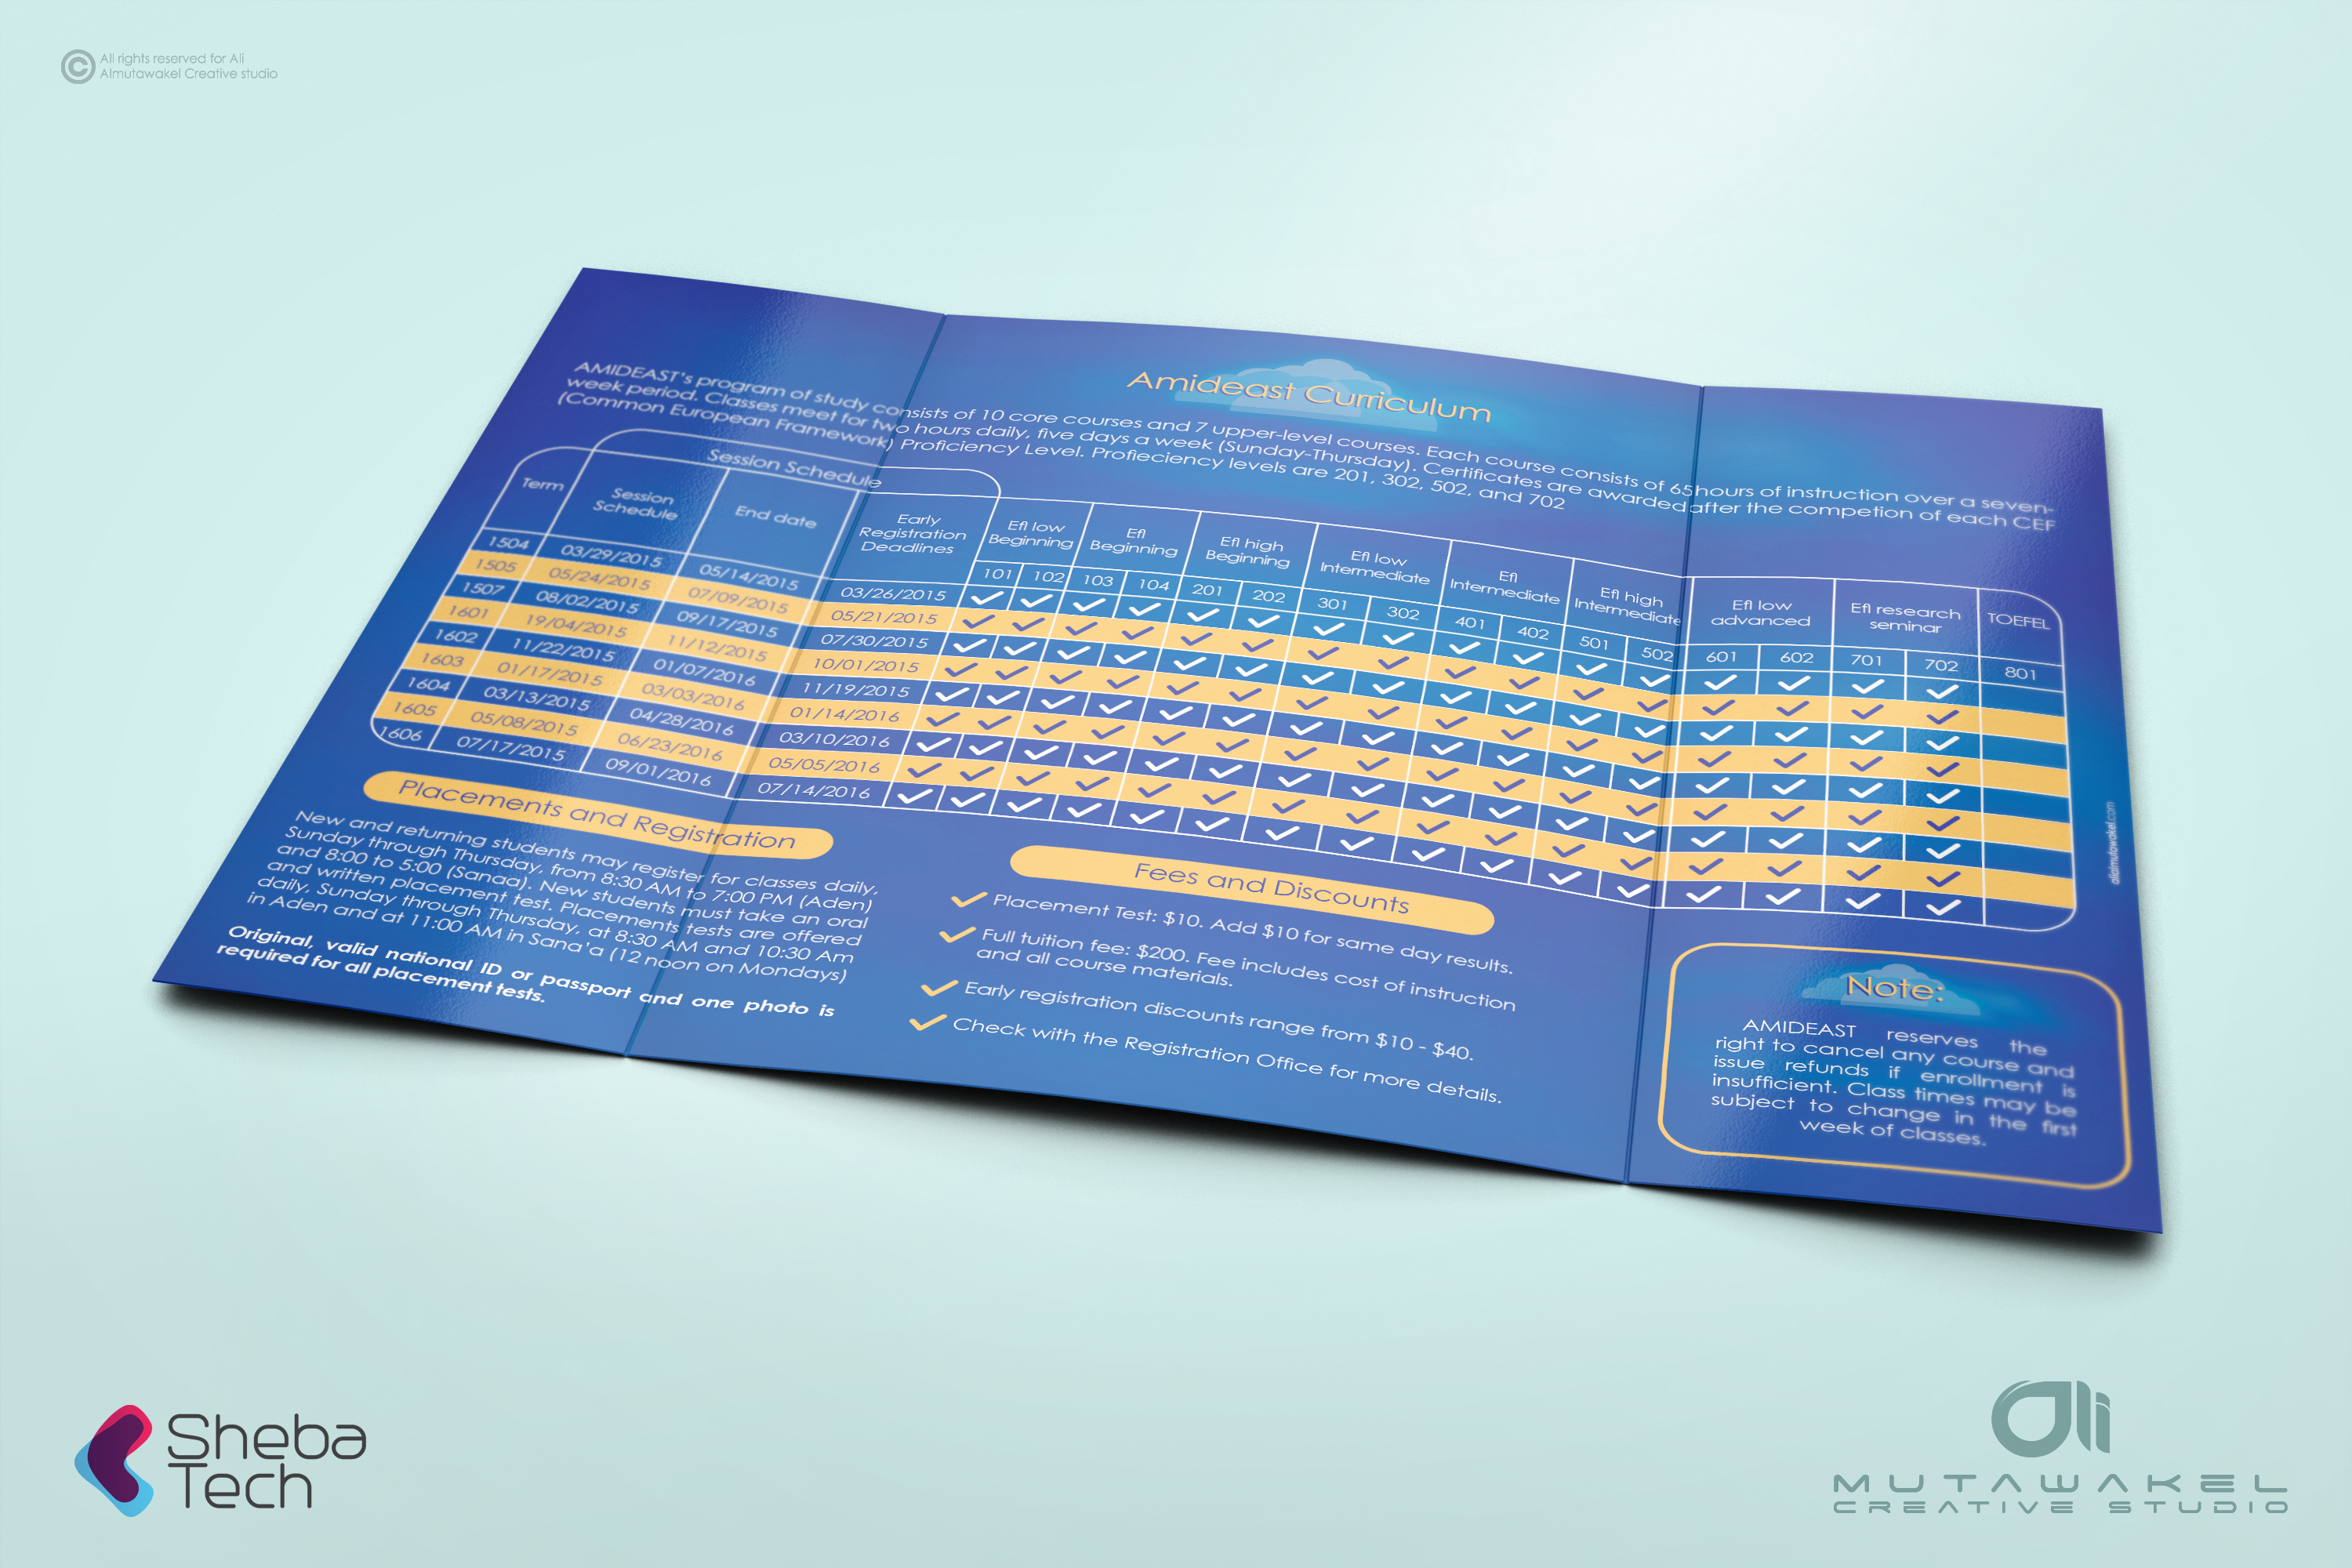 © All rights reserved for Ali
Almutawakel Creative studio
Amideast Curriculum
AMIDEAST's program of study consists of 10 core courses and 7 upper-level courses. Each course consists of 65 hours of instruction over a seven-
week period. Classes meet for two hours daily, five days a week (Sunday-Thursday). Certificates are awarded after the competion of each CEF
(Common European Framework) Proficiency Level. Profieciency levels are 201, 302, 502, and 702
Session Schedule
Term
Session
Schedule
End date
Early
Registration
Deadlines
Efl low
Beginning
Efl
Beginning
Efl high
Beginning
Efl low
Intermediate
Efl
Intermediate
Efl high
Intermediate
Efl low
advanced
Efl research
seminar
TOEFEL
101 102 103 104 201 202 301 302 401 402 501 502 601 602 701 702 801
1504 03/29/2015 05/14/2015 03/26/2015 ✓ ✓ ✓ ✓ ✓ ✓ ✓ ✓ ✓ ✓ ✓ ✓ ✓ ✓ ✓ ✓
1505 05/24/2015 07/09/2015 05/21/2015 ✓ ✓ ✓ ✓ ✓ ✓ ✓ ✓ ✓ ✓ ✓ ✓ ✓ ✓ ✓ ✓
1507 08/02/2015 09/17/2015 07/30/2015 ✓ ✓ ✓ ✓ ✓ ✓ ✓ ✓ ✓ ✓ ✓ ✓ ✓ ✓ ✓ ✓
1601 19/04/2015 11/12/2015 10/01/2015 ✓ ✓ ✓ ✓ ✓ ✓ ✓ ✓ ✓ ✓ ✓ ✓ ✓ ✓ ✓ ✓
1602 11/22/2015 01/07/2016 11/19/2015 ✓ ✓ ✓ ✓ ✓ ✓ ✓ ✓ ✓ ✓ ✓ ✓ ✓ ✓ ✓ ✓
1603 01/17/2015 03/03/2016 01/14/2016 ✓ ✓ ✓ ✓ ✓ ✓ ✓ ✓ ✓ ✓ ✓ ✓ ✓ ✓ ✓ ✓
1604 03/13/2015 04/28/2016 03/10/2016 ✓ ✓ ✓ ✓ ✓ ✓ ✓ ✓ ✓ ✓ ✓ ✓ ✓ ✓ ✓ ✓
1605 05/08/2015 06/23/2016 05/05/2016 ✓ ✓ ✓ ✓ ✓ ✓ ✓ ✓ ✓ ✓ ✓ ✓ ✓ ✓ ✓ ✓
1606 07/17/2015 09/01/2016 07/14/2016 ✓ ✓ ✓ ✓ ✓ ✓ ✓ ✓ ✓ ✓ ✓ ✓ ✓ ✓ ✓ ✓
alialmutawakel.com
Placements and Registration
New and returning students may register for classes daily,
Sunday through Thursday, from 8:30 AM to 7:00 PM (Aden)
and 8:00 to 5:00 (Sanaa). New students must take an oral
and written placement test. Placements tests are offered
daily, Sunday through Thursday, at 8:30 AM and 10:30 Am
in Aden and at 11:00 AM in Sana'a (12 noon on Mondays)
Original, valid national ID or passport and one photo is
required for all placement tests.
Fees and Discounts
✓ Placement Test: $10. Add $10 for same day results.
✓ Full tuition fee: $200. Fee includes cost of instruction
and all course materials.
✓ Early registration discounts range from $10 - $40.
✓ Check with the Registration Office for more details.
Note:
AMIDEAST reserves the
right to cancel any course and
issue refunds if enrollment is
insufficient. Class times may be
subject to change in the first
week of classes.
Sheba
Tech
ali
MUTAWAKEL
CREATIVE STUDIO